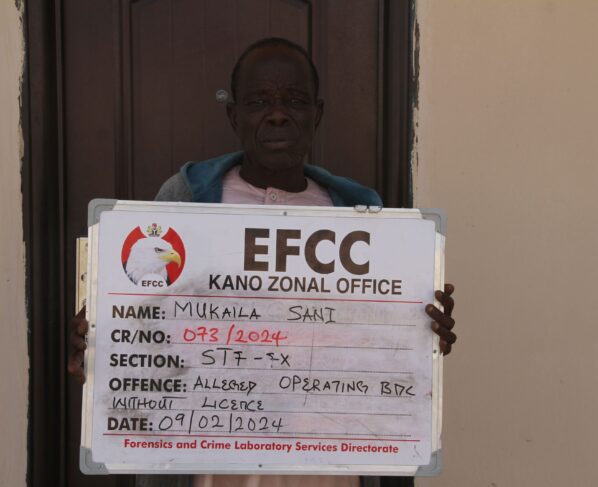 EFCC
EFCC
KANO ZONAL OFFICE
NAME: MUKAILA SANI
CR/NO: 073/2024
SECTION: STF-FX
OFFENCE: ALLEGED OPERATING BDC
WITHOUT LICENCE
DATE: 09/02/2024
Forensics and Crime Laboratory Services Directorate